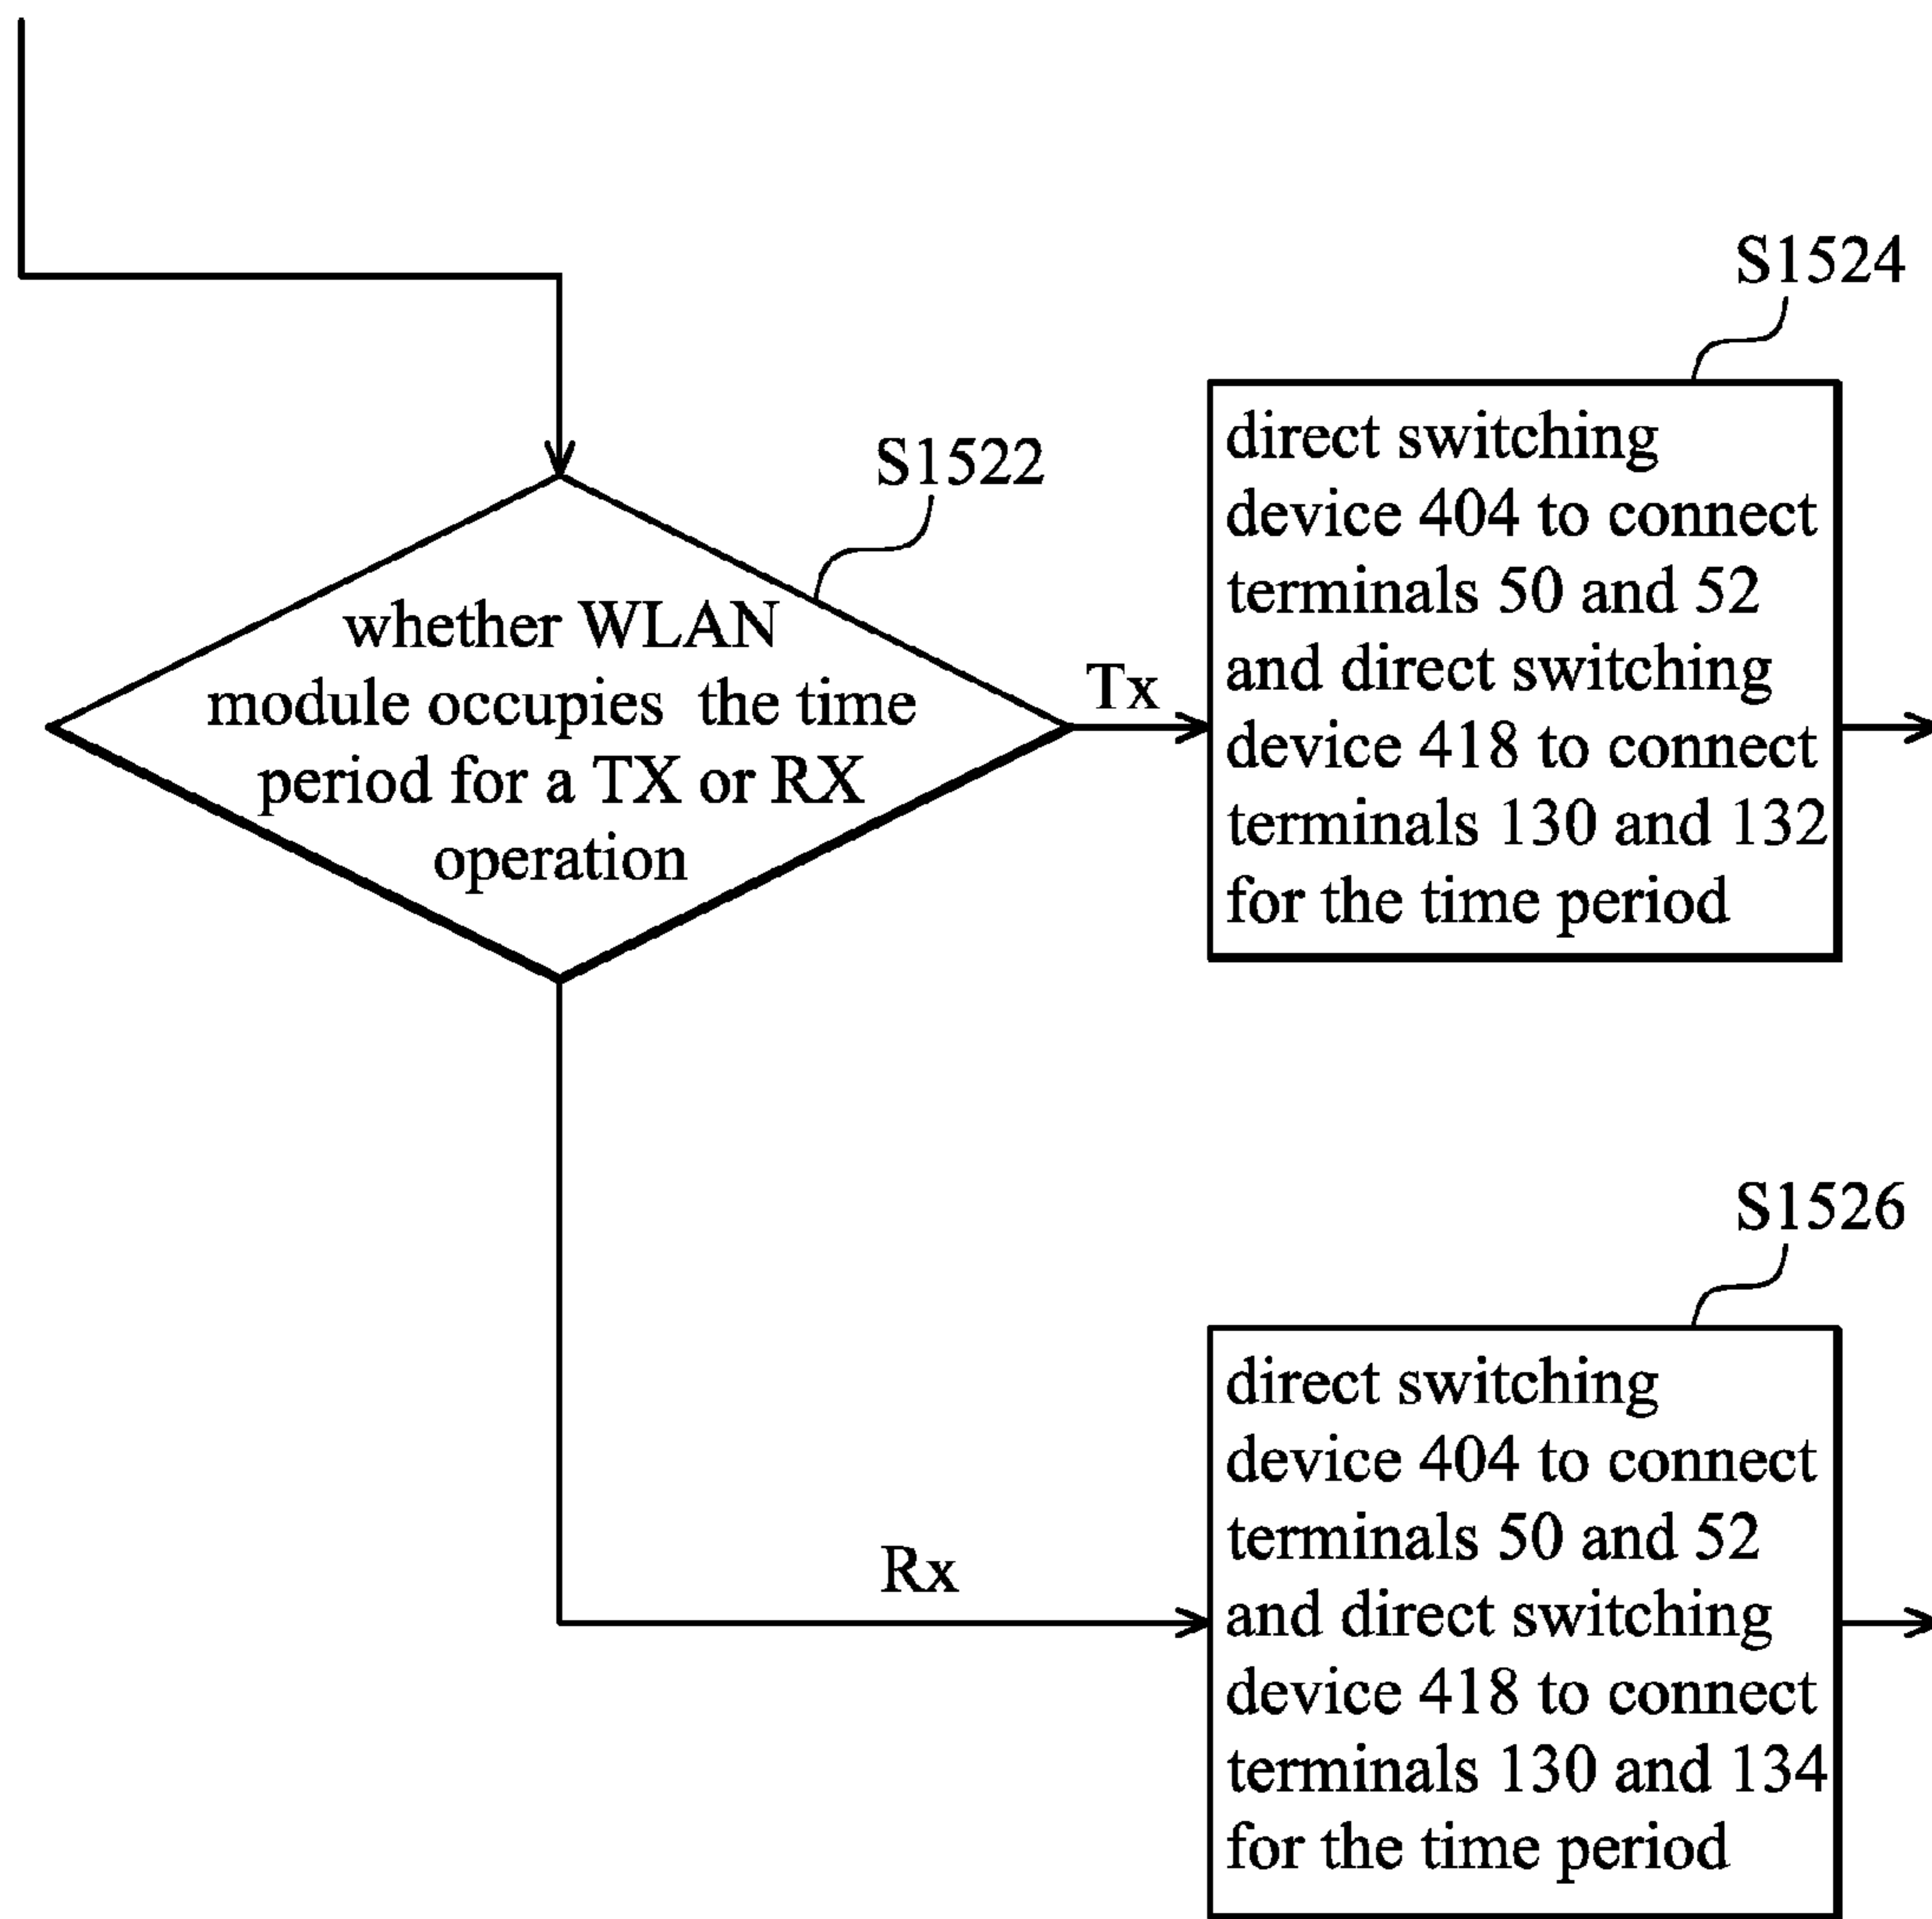 S1524
S1522
direct switching
device 404 to connect
terminals 50 and 52
and direct switching
device 418 to connect
terminals 130 and 132
for the time period
whether WLAN
module occupies the time
period for a TX or RX
operation
Tx
S1526
Rx
direct switching
device 404 to connect
terminals 50 and 52
and direct switching
device 418 to connect
terminals 130 and 134
for the time period